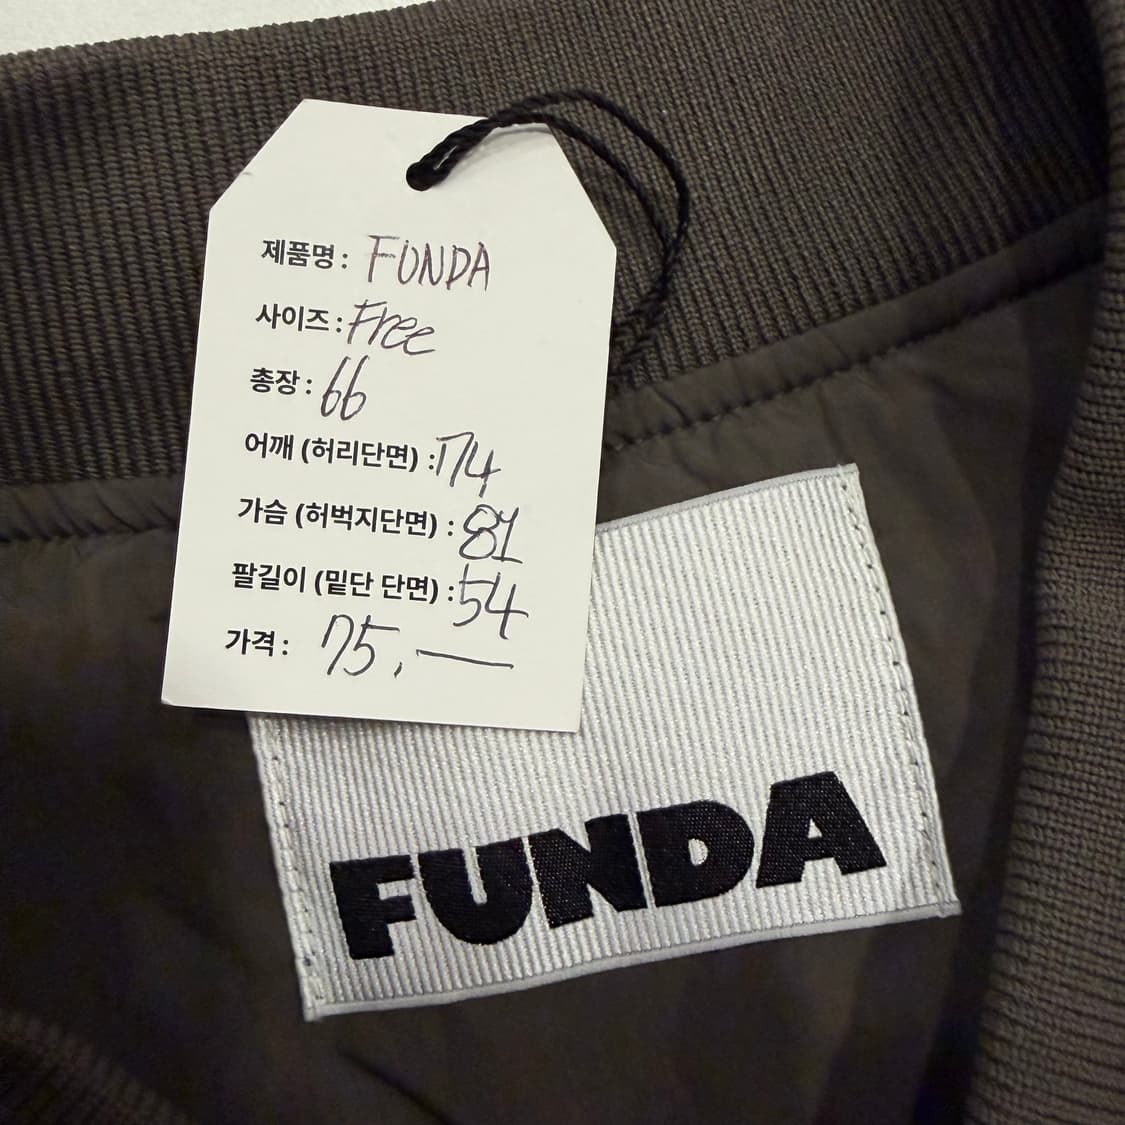 제품명 : FUNDA
사이즈 : Free
총장 : 66
어깨 (허리단면) : 74
가슴 (허벅지단면) : 81
팔길이 (밑단 단면) : 54
가격 : 75,—
FUNDA